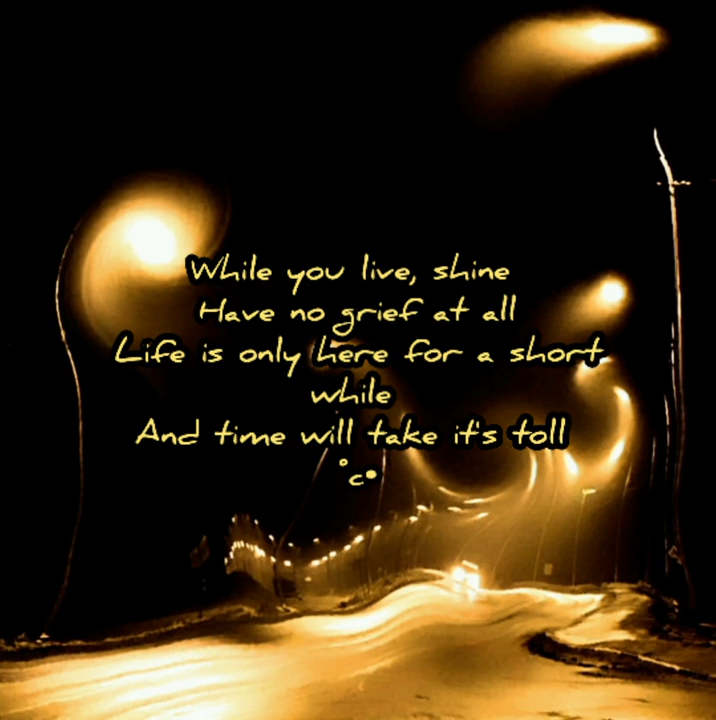 While you live, shine
Have no grief at all
Life is only here for a short
while
And time will take it's toll
°c•